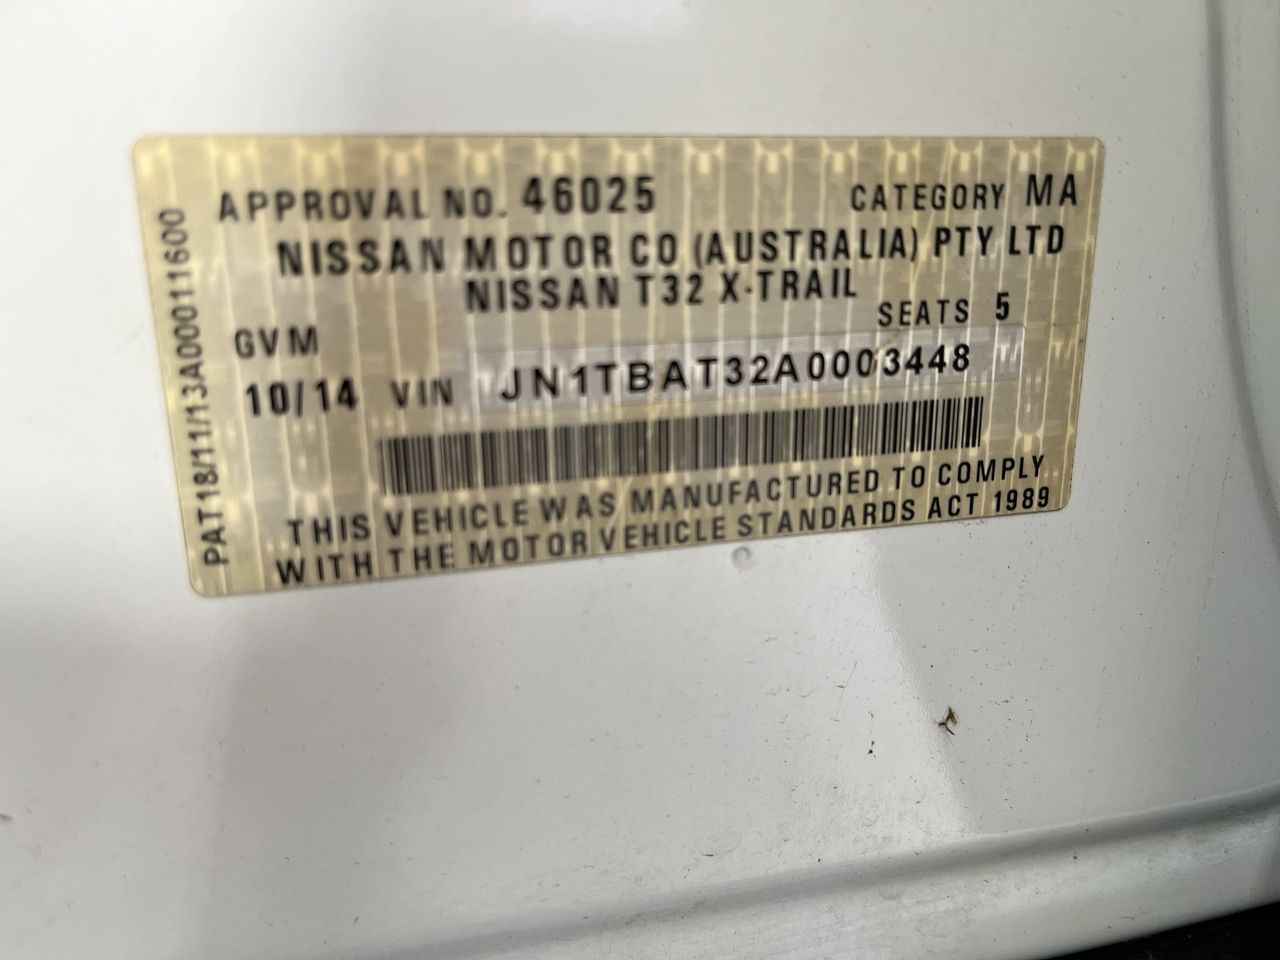 APPROVAL NO. 46025 CATEGORY MA
NISSAN MOTOR CO (AUSTRALIA) PTY LTD
NISSAN T32 X-TRAIL
SEATS 5
GVM
10/14 VIN JN1TBAT32A0003448
THIS VEHICLE WAS MANUFACTURED TO COMPLY
WITH THE MOTOR VEHICLE STANDARDS ACT 1989
PAT18/11/13A000111600